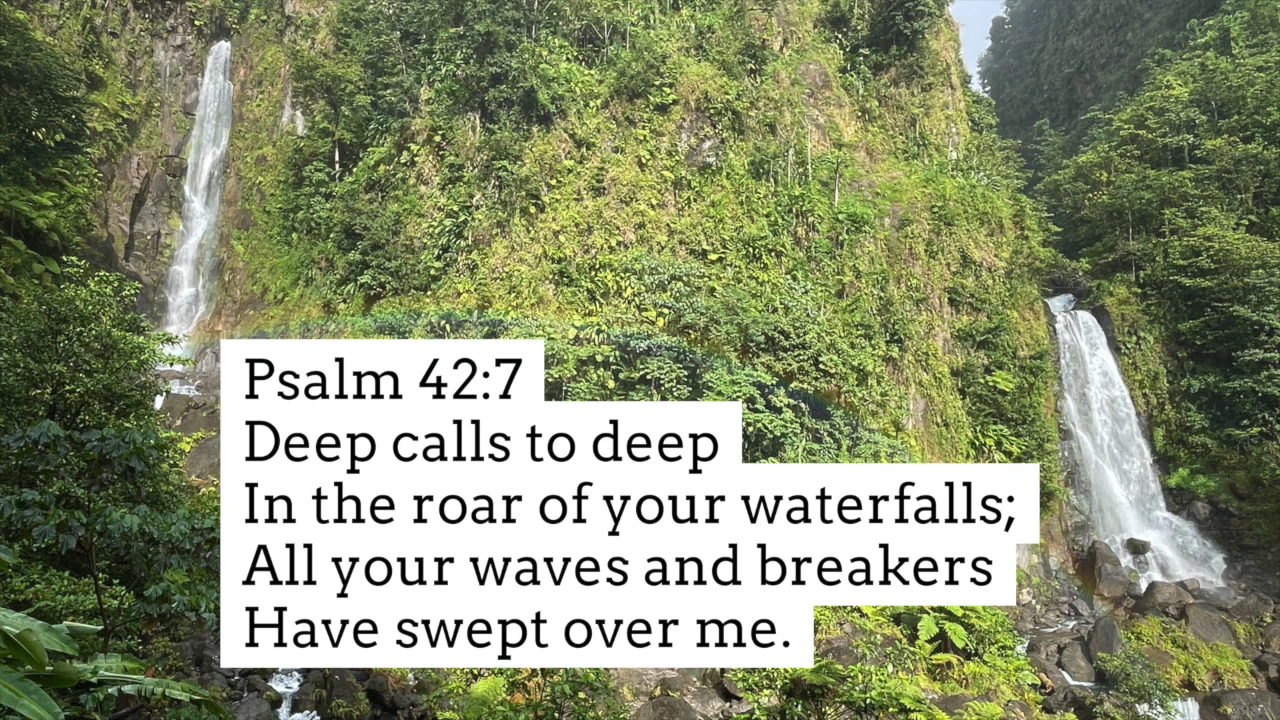 Psalm 42:7
Deep calls to deep
In the roar of your waterfalls;
All your waves and breakers
Have swept over me.